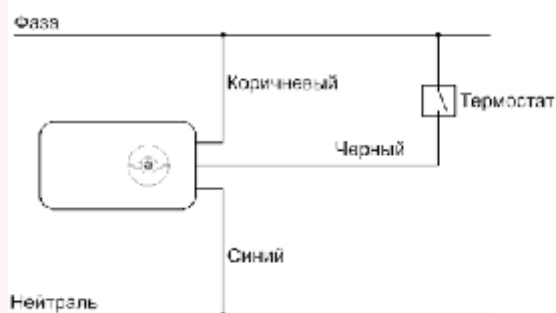 Фаза
Коричневый
Термостат
Черный
Синий
Нейтраль